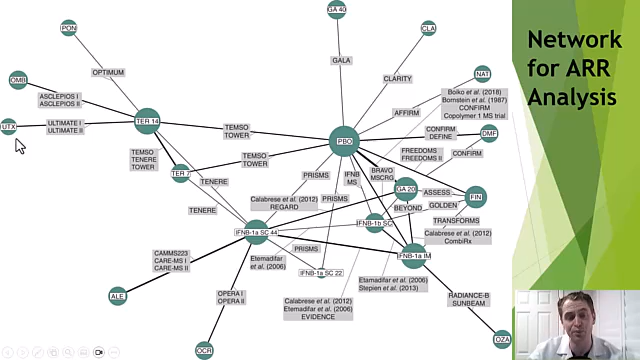 Network
for ARR
Analysis
GA 40
PON
CLA
GALA
OPTIMUM
NAT
OMB
CLARITY
Boiko et al. (2018)
Bornstein et al. (1987)
CONFIRM
Copolymer 1 MS trial
ASCLEPIOS I
ASCLEPIOS II
AFFIRM
UTX
ULTIMATE I
ULTIMATE II
TER 14
TEMSO
TOWER
CONFIRM
DEFINE
DMF
PBO
TEMSO
TENERE
TOWER
TEMSO
TOWER
FREEDOMS
FREEDOMS II
CONFIRM
TER 7
TENERE
PRISMS
IFNB
MS
BRAVO
MSCRG
GA 20
ASSESS
FIN
TENERE
Calabrese et al. (2012)
REGARD
PRISMS
BEYOND
GOLDEN
TRANSFORMS
IFNB-1b SC
IFNB-1a SC 44
Calabrese et al. (2012)
CombiRx
CAMMS223
CARE-MS I
CARE-MS II
Etemadifar
et al. (2006)
PRISMS
IFNB-1a IM
IFNB-1a SC 22
Etemadifar et al. (2006)
Stepien et al. (2013)
ALE
OPERA I
OPERA II
Calabrese et al. (2012)
Etemadifar et al. (2006)
EVIDENCE
RADIANCE-B
SUNBEAM
OCR
OZA